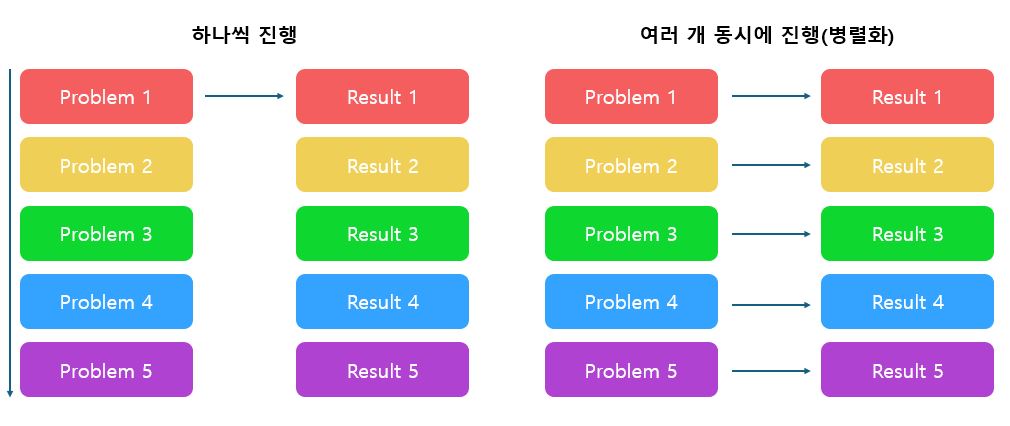 하나씩 진행
Problem 1
Result 1
Problem 2
Result 2
Problem 3
Result 3
Problem 4
Result 4
Problem 5
Result 5
여러 개 동시에 진행(병렬화)
Problem 1
Result 1
Problem 2
Result 2
Problem 3
Result 3
Problem 4
Result 4
Problem 5
Result 5